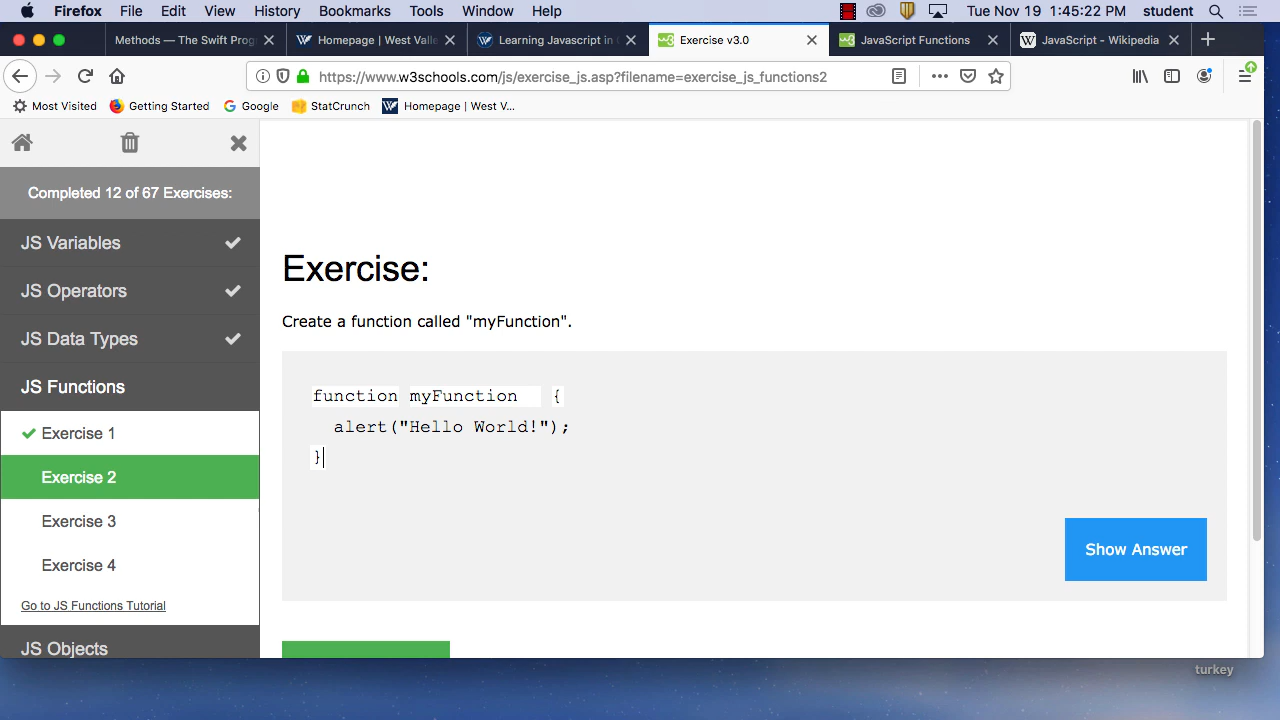 Firefox File Edit View History Bookmarks Tools Window Help Tue Nov 19 1:45:22 PM student
Methods — The Swift Prog
Homepage | West Valle
Learning Javascript in
Exercise v3.0
JavaScript Functions
JavaScript - Wikipedia
https://www.w3schools.com/js/exercise_js.asp?filename=exercise_js_functions2
Most Visited Getting Started Google StatCrunch Homepage | West V...
Completed 12 of 67 Exercises:
JS Variables
JS Operators
JS Data Types
JS Functions
Exercise 1
Exercise 2
Exercise 3
Exercise 4
Go to JS Functions Tutorial
JS Objects
Exercise:
Create a function called "myFunction".
function myFunction {
alert("Hello World!");
}
Show Answer
turkey